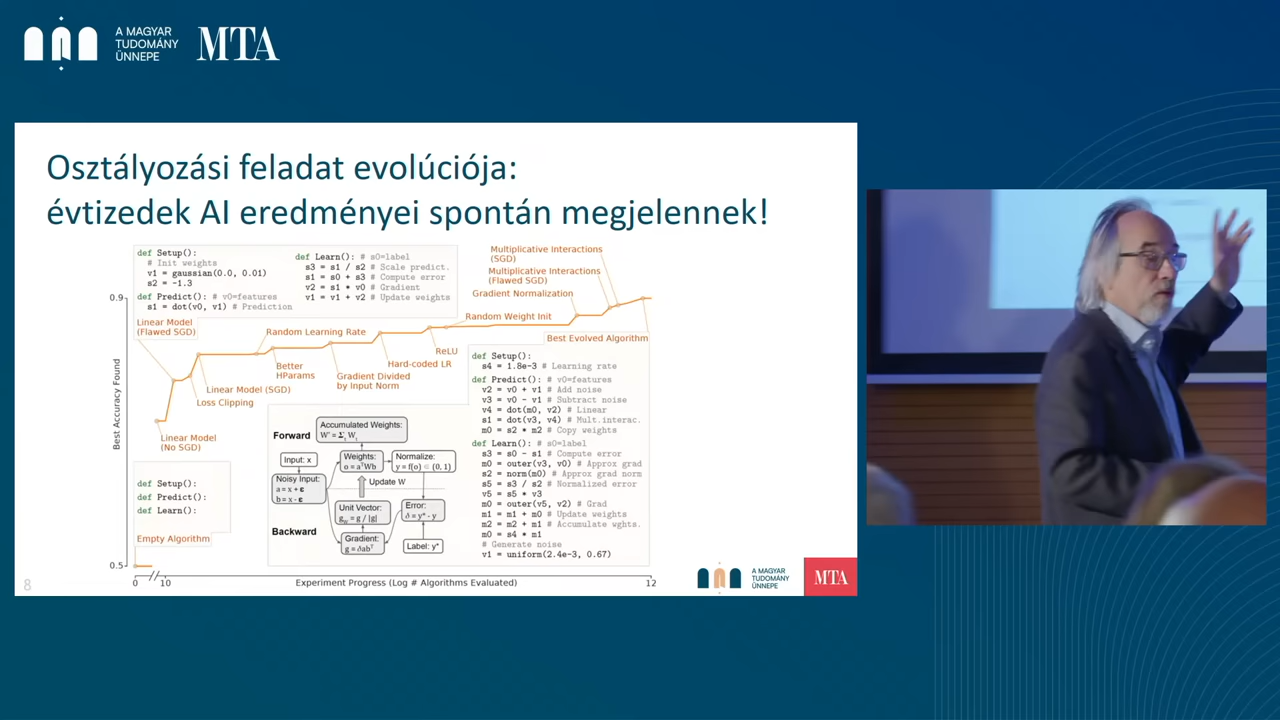 A MAGYAR
TUDOMÁNY
ÜNNEPE
MTA
Osztályozási feladat evolúciója:
évtizedek AI eredményei spontán megjelennek!
def Setup():
# Init weights
v1 = gaussian(0.0, 0.01)
s2 = -1.3
def Predict(): # v0=features
s1 = dot(v0, v1) # Prediction
def Learn(): # s0=label
s3 = s1 / s2 # Scale predict.
s1 = s0 + s3 # Compute error
v2 = s1 * v0 # Gradient
v1 = v1 + v2 # Update weights
Multiplicative Interactions
(SGD)
Multiplicative Interactions
(Flawed SGD)
Gradient Normalization
Random Weight Init
Best Evolved Algorithm
0.9
Linear Model
(Flawed SGD)
Random Learning Rate
ReLU
Hard-coded LR
Better
HParams
Gradient Divided
by Input Norm
Linear Model (SGD)
Loss Clipping
Linear Model
(No SGD)
Best Accuracy Found
def Setup():
def Predict():
def Learn():
Empty Algorithm
0.5
Forward
Accumulated Weights:
W' = Σₜ Wₜ
Input: x
Weights:
o = aᵀWb
Normalize:
y = f(o) ∈ (0, 1)
Noisy Input:
a = x + ε
b = x - ε
Update W
Unit Vector:
g_w = g / |g|
Error:
δ = y* - y
Backward
Gradient:
g = δabᵀ
Label: y*
def Setup():
s4 = 1.8e-3 # Learning rate
def Predict(): # v0=features
v2 = v0 + v1 # Add noise
v3 = v0 - v1 # Subtract noise
v4 = dot(m0, v2) # Linear
s1 = dot(v3, v4) # Mult.interac.
m0 = s2 * m2 # Copy weights
def Learn(): # s0=label
s3 = s0 - s1 # Compute error
m0 = outer(v3, v0) # Approx grad
s2 = norm(m0) # Approx grad norm
s5 = s3 / s2 # Normalized error
v5 = s5 * v3
m0 = outer(v5, v2) # Grad
m1 = m1 + m0 # Update weights
m2 = m2 + m1 # Accumulate wghts.
m0 = s4 * m1
# Generate noise
v1 = uniform(2.4e-3, 0.67)
0
10
Experiment Progress (Log # Algorithms Evaluated)
12
8
A MAGYAR
TUDOMÁNY
ÜNNEPE
MTA